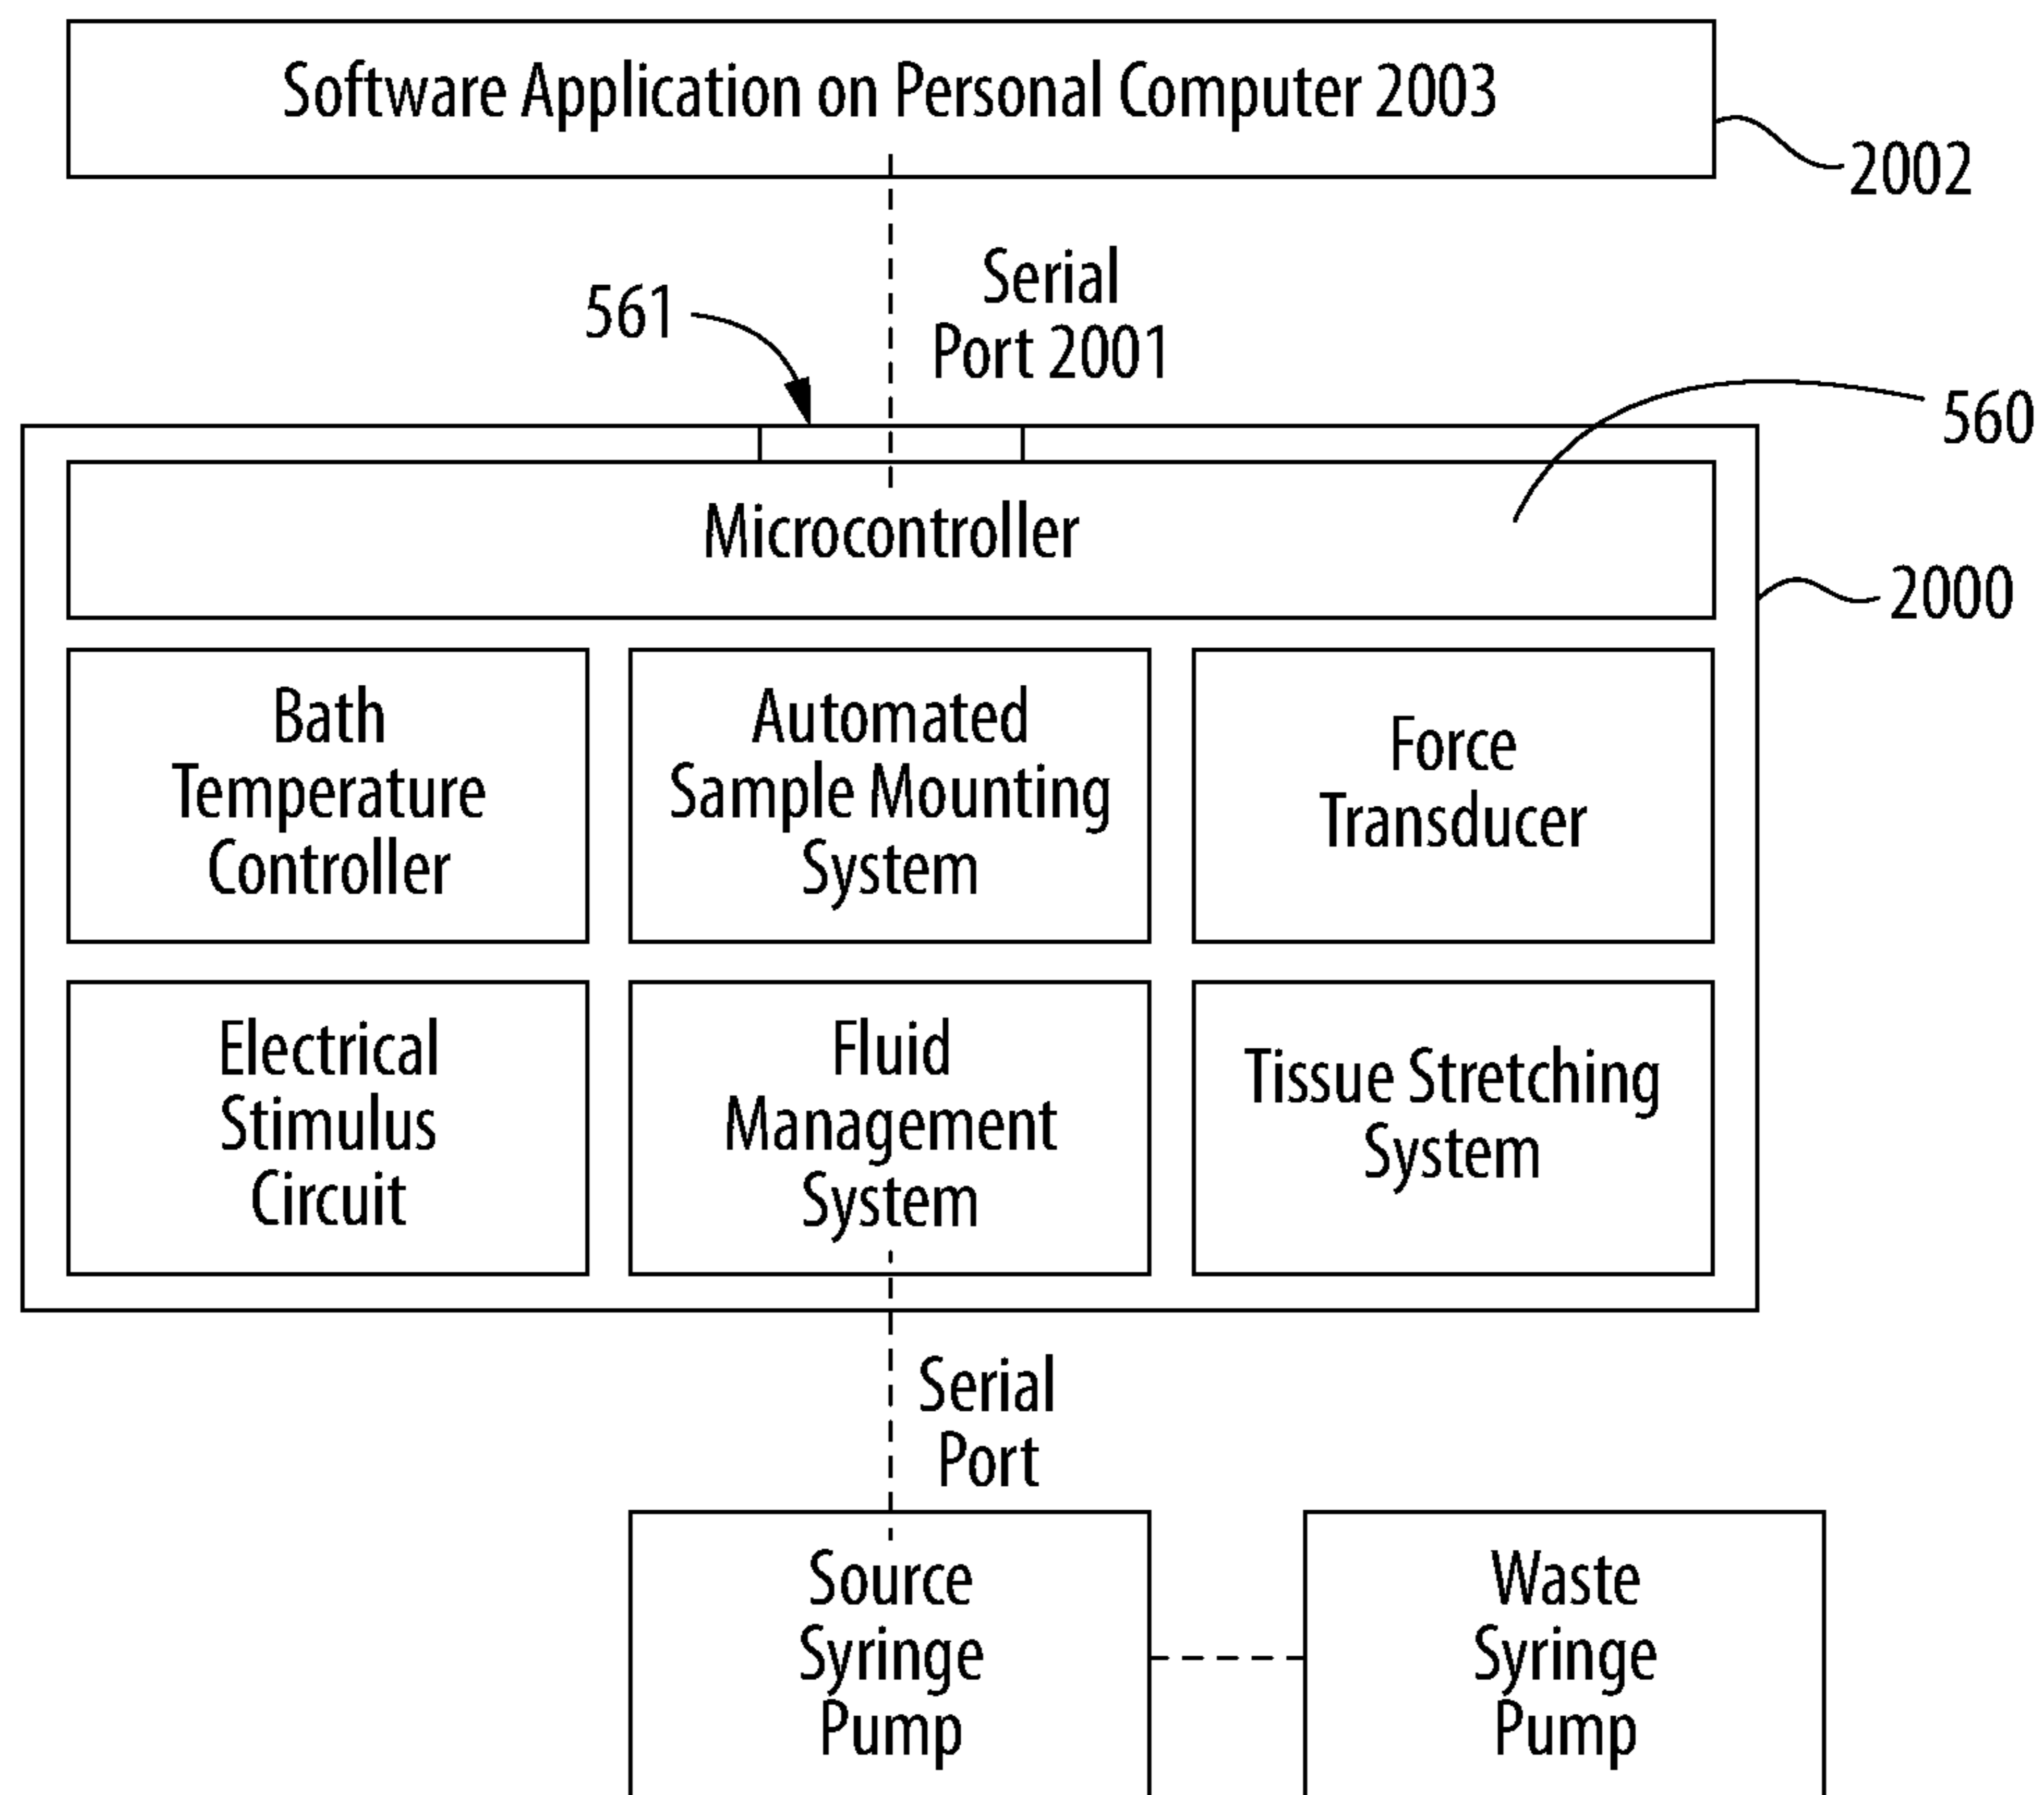 Software Application on Personal Computer 2003
2002
Serial
Port 2001
561
560
Microcontroller
2000
Bath
Temperature
Controller
Automated
Sample Mounting
System
Force
Transducer
Electrical
Stimulus
Circuit
Fluid
Management
System
Tissue Stretching
System
Serial
Port
Source
Syringe
Pump
Waste
Syringe
Pump